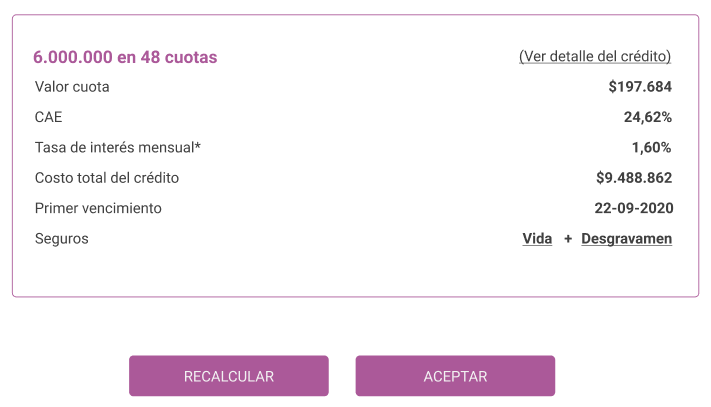 6.000.000 en 48 cuotas (Ver detalle del crédito)
Valor cuota $197.684
CAE 24,62%
Tasa de interés mensual* 1,60%
Costo total del crédito $9.488.862
Primer vencimiento 22-09-2020
Seguros Vida + Desgravamen
RECALCULAR ACEPTAR